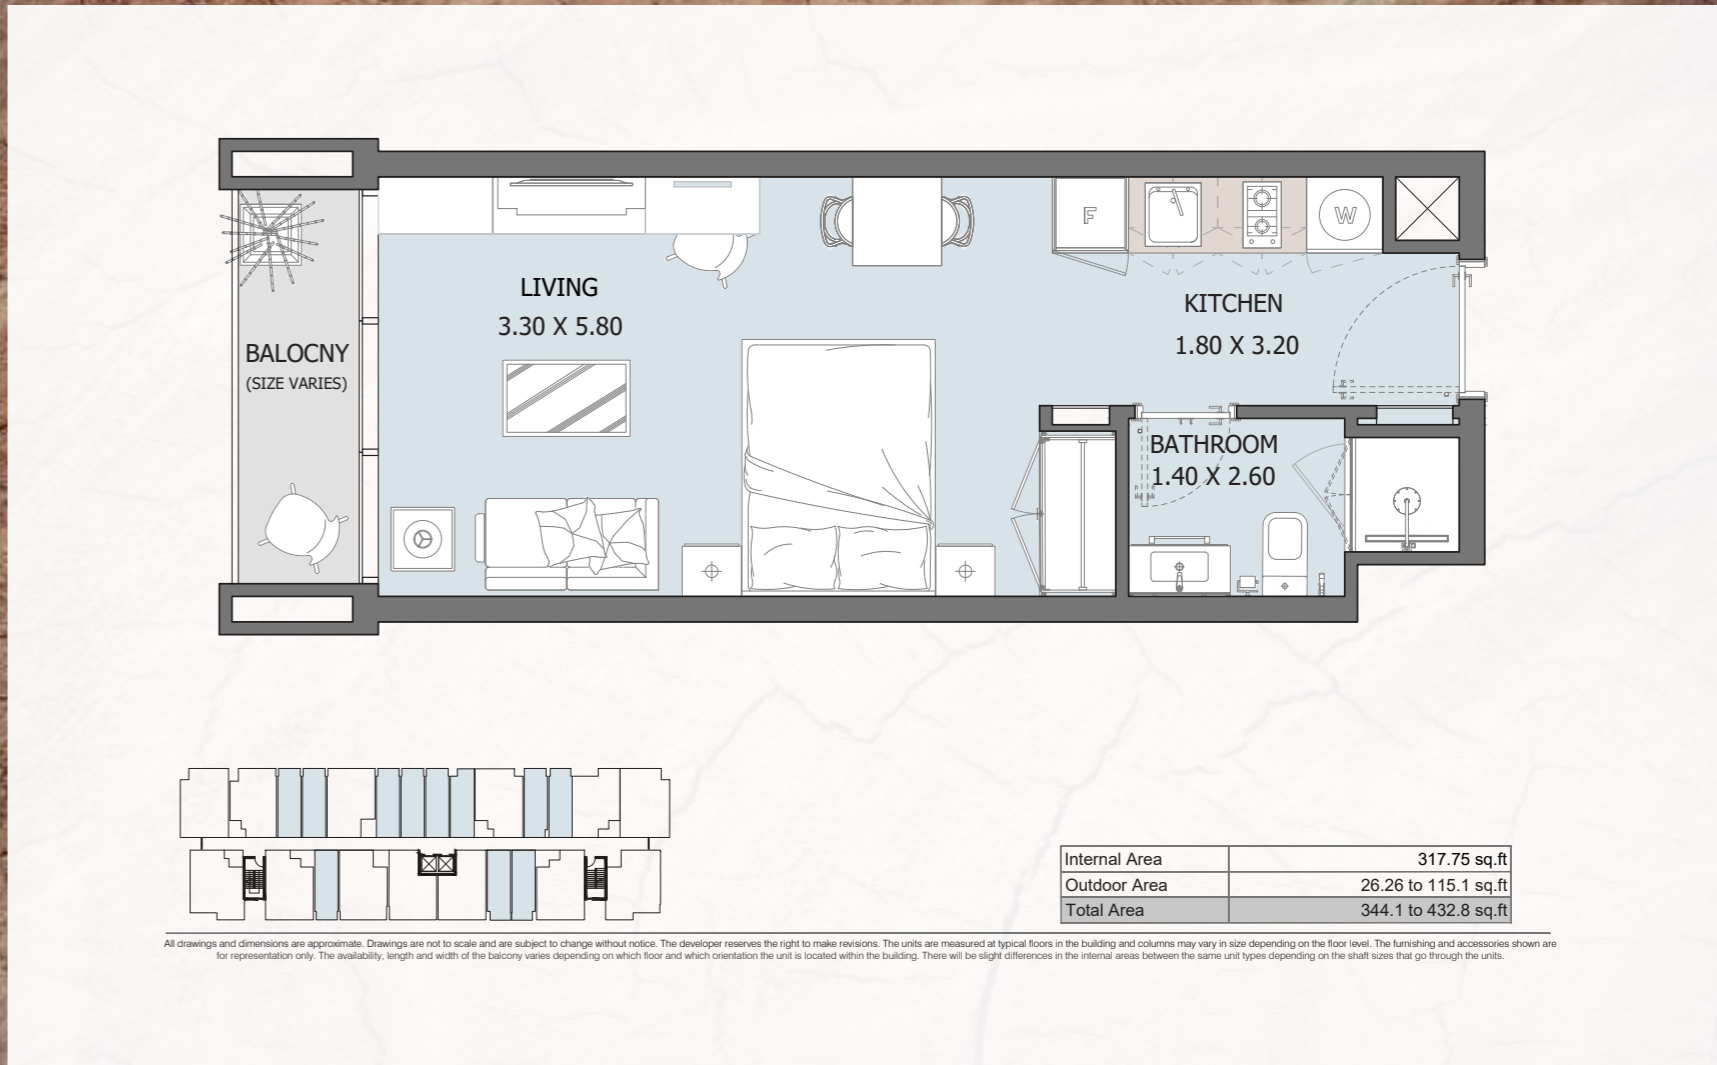 F
W
LIVING
3.30 X 5.80
KITCHEN
1.80 X 3.20
BALOCNY
(SIZE VARIES)
BATHROOM
1.40 X 2.60
Internal Area 317.75 sq.ft
Outdoor Area 26.26 to 115.1 sq.ft
Total Area 344.1 to 432.8 sq.ft
All drawings and dimensions are approximate. Drawings are not to scale and are subject to change without notice. The developer reserves the right to make revisions. The units are measured at typical floors in the building and columns may vary in size depending on the floor level. The furnishing and accessories shown are
for representation only. The availability, length and width of the balcony varies depending on which floor and which orientation the unit is located within the building. There will be slight differences in the internal areas between the same unit types depending on the shaft sizes that go through the units.